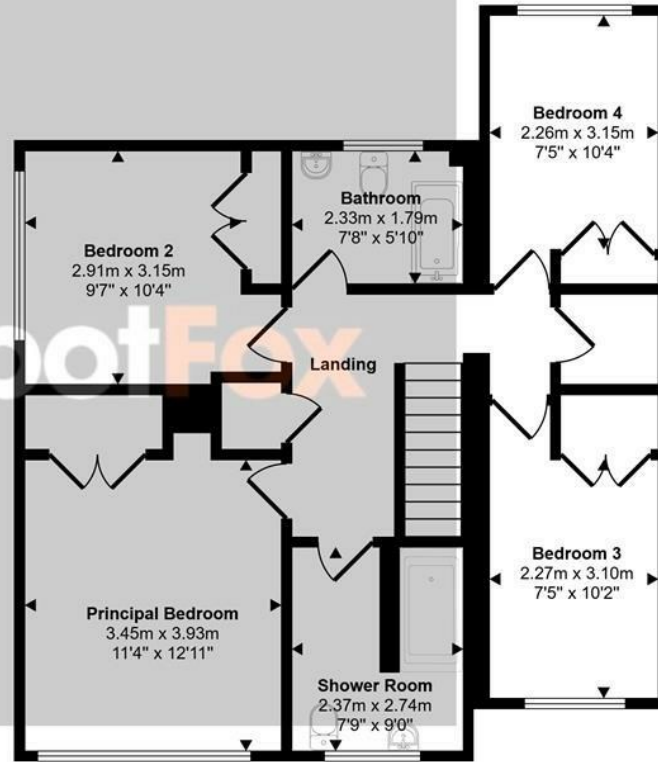 Bedroom 4
2.26m x 3.15m
7'5" x 10'4"
Bathroom
2.33m x 1.79m
7'8" x 5'10"
Bedroom 2
2.91m x 3.15m
9'7" x 10'4"
potFox
Landing
Bedroom 3
2.27m x 3.10m
7'5" x 10'2"
Principal Bedroom
3.45m x 3.93m
11'4" x 12'11"
Shower Room
2.37m x 2.74m
7'9" x 9'0"